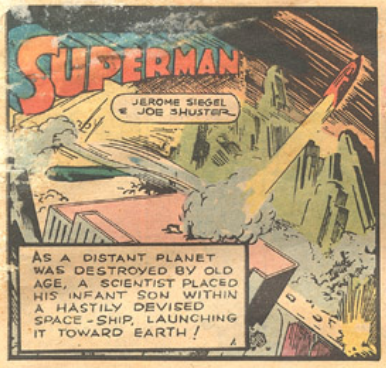 SUPERMAN
JEROME SIEGEL
& JOE SHUSTER
AS A DISTANT PLANET
WAS DESTROYED BY OLD
AGE, A SCIENTIST PLACED
HIS INFANT SON WITHIN
A HASTILY DEVISED
SPACE-SHIP, LAUNCHING
IT TOWARD EARTH!